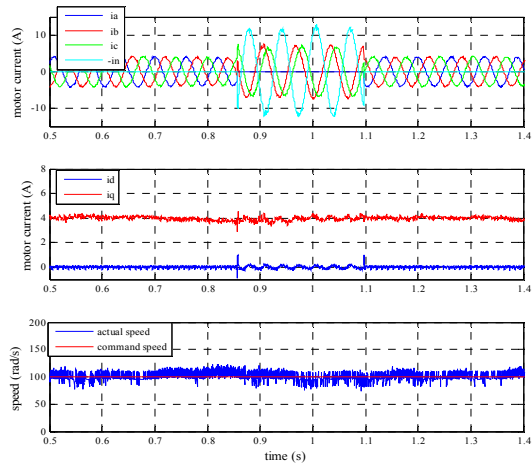 ia
ib
ic
-in
motor current (A)
10
0
-10
0.5 0.6 0.7 0.8 0.9 1.0 1.1 1.2 1.3 1.4
id
iq
motor current (A)
8
6
4
2
0
0.5 0.6 0.7 0.8 0.9 1.0 1.1 1.2 1.3 1.4
actual speed
command speed
speed (rad/s)
200
150
100
50
0
0.5 0.6 0.7 0.8 0.9 1 1.1 1.2 1.3 1.4
time (s)